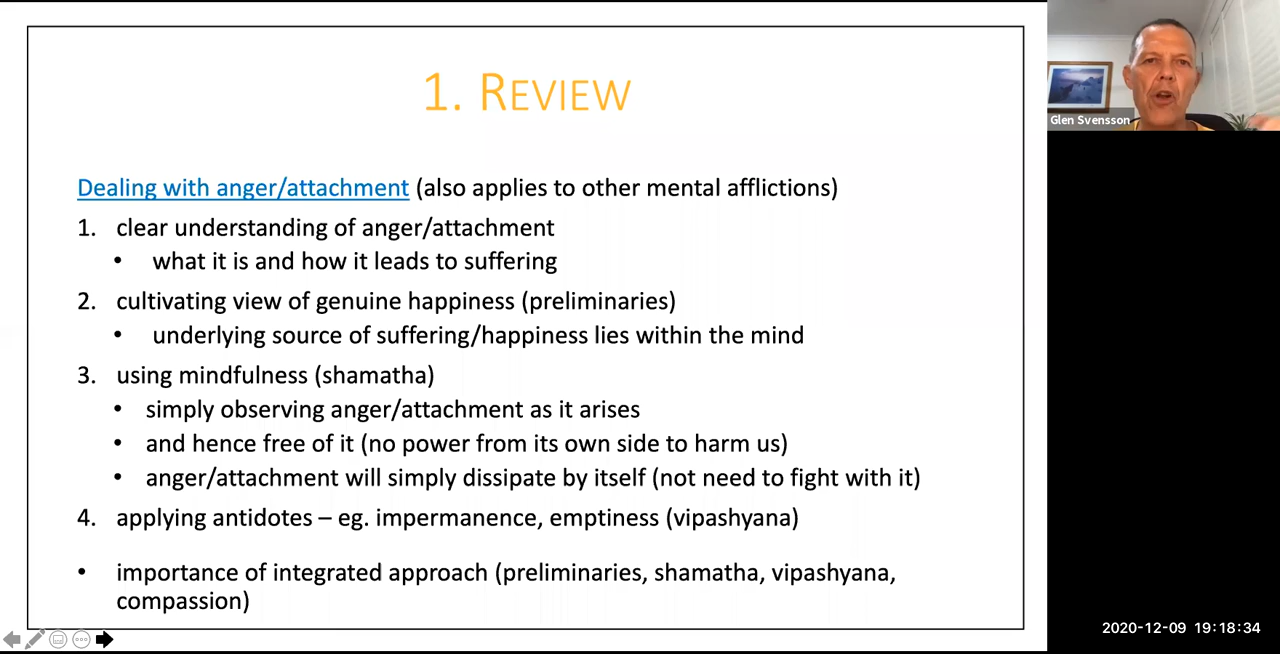 1. REVIEW
Glen Svensson
Dealing with anger/attachment (also applies to other mental afflictions)
1. clear understanding of anger/attachment
• what it is and how it leads to suffering
2. cultivating view of genuine happiness (preliminaries)
• underlying source of suffering/happiness lies within the mind
3. using mindfulness (shamatha)
• simply observing anger/attachment as it arises
• and hence free of it (no power from its own side to harm us)
• anger/attachment will simply dissipate by itself (not need to fight with it)
4. applying antidotes – eg. impermanence, emptiness (vipashyana)
• importance of integrated approach (preliminaries, shamatha, vipashyana,
compassion)
2020-12-09 19:18:34